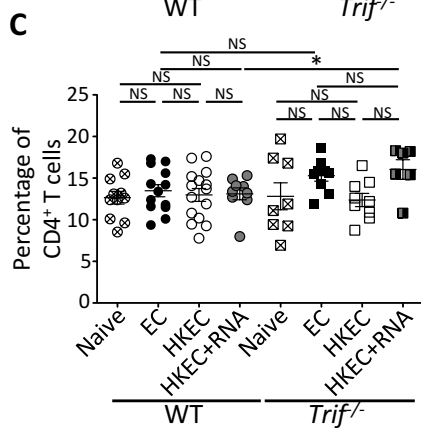 WT Trif-/-
C
NS
NS *
NS NS
NS NS
NS NS NS NS NS NS
Percentage of
CD4+ T cells
25
20
15
10
5
0
Naive EC HKEC HKEC+RNA Naive EC HKEC HKEC+RNA
WT Trif-/-